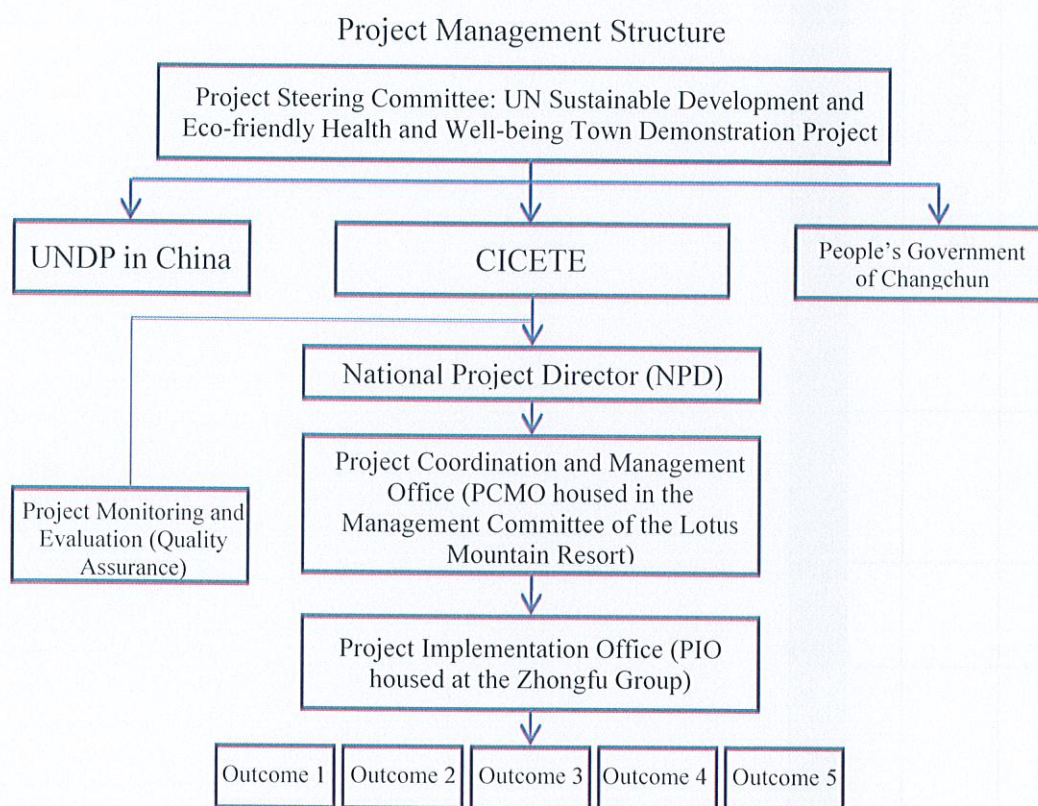 Project Management Structure
Project Steering Committee: UN Sustainable Development and
Eco-friendly Health and Well-being Town Demonstration Project
UNDP in China
CICETE
People's Government
of Changchun
National Project Director (NPD)
Project Coordination and Management
Office (PCMO housed in the
Management Committee of the Lotus
Mountain Resort)
Project Monitoring and
Evaluation (Quality
Assurance)
Project Implementation Office (PIO
housed at the Zhongfu Group)
Outcome 1
Outcome 2
Outcome 3
Outcome 4
Outcome 5